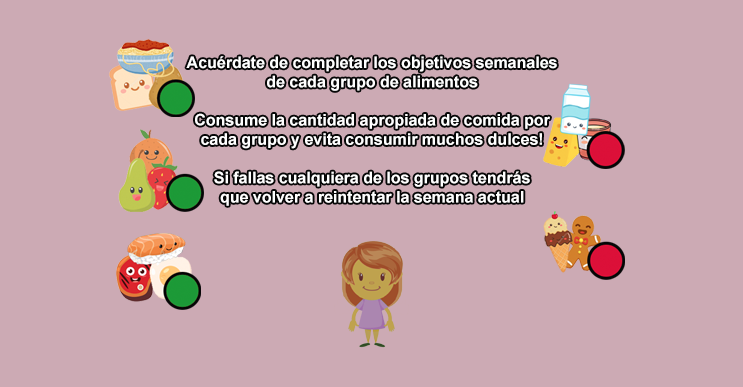 Acuérdate de completar los objetivos semanales
de cada grupo de alimentos
Consume la cantidad apropiada de comida por
cada grupo y evita consumir muchos dulces!
Si fallas cualquiera de los grupos tendrás
que volver a reintentar la semana actual